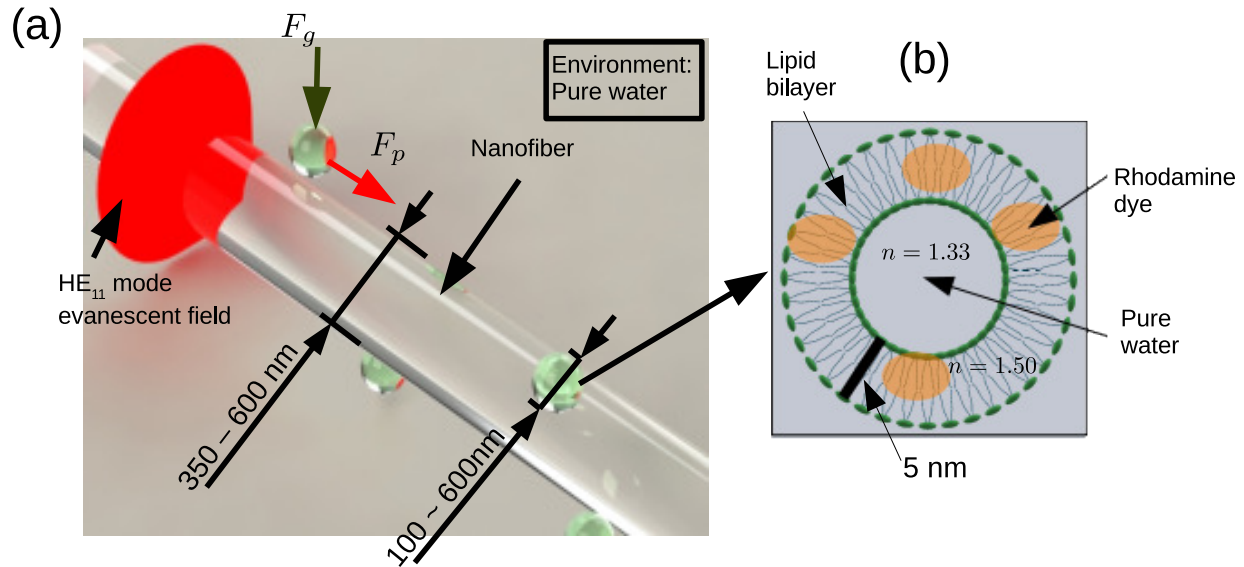 (a)
F_g
Environment:
Pure water
F_p
Nanofiber
HE₁₁ mode
evanescent field
350 – 600 nm
100 ~ 600nm
(b)
Lipid
bilayer
Rhodamine
dye
n = 1.33
Pure
water
n = 1.50
5 nm